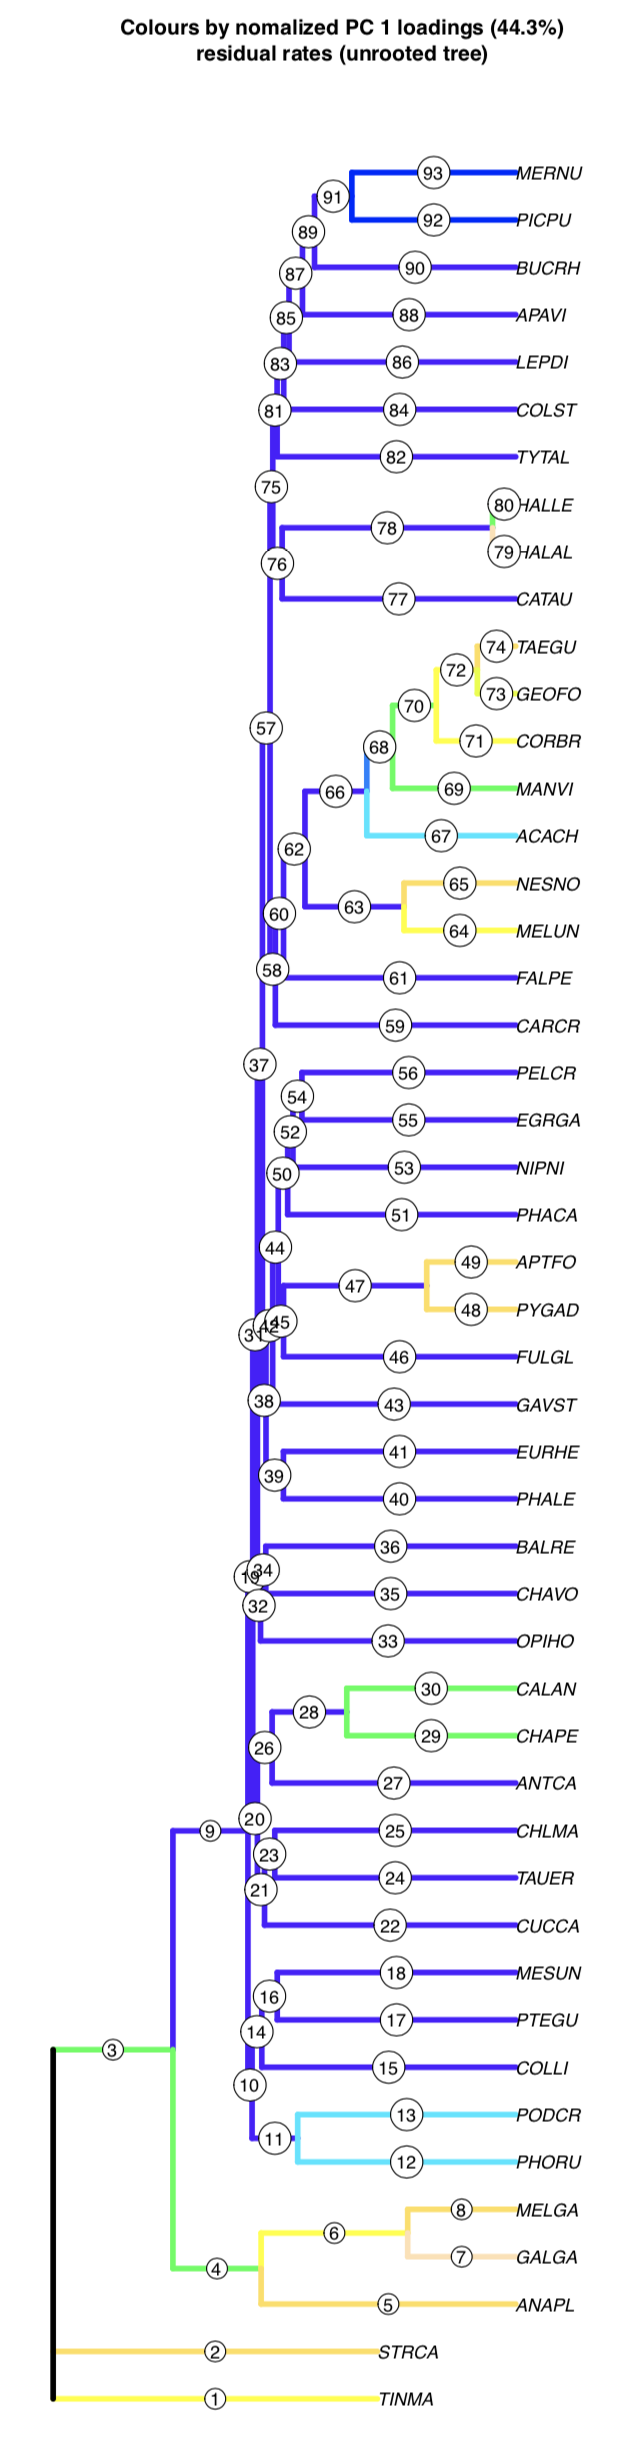 Colours by nomalized PC 1 loadings (44.3%)
residual rates (unrooted tree)
93 MERNU
91
92 PICPU
89
90 BUCRH
87
88 APAVI
85
83 86 LEPDI
81 84 COLST
82 TYTAL
75
80 HALLE
78
79 HALAL
76
77 CATAU
74 TAEGU
72
73 GEOFO
70
57
71 CORBR
68
69 MANVI
66
67 ACACH
62
65 NESNO
63
60
64 MELUN
58
61 FALPE
59 CARCR
37
56 PELCR
54
55 EGRGA
52
53 NIPNI
50
51 PHACA
44
49 APTFO
47
48 PYGAD
31 42 45
46 FULGL
38 43 GAVST
41 EURHE
39
40 PHALE
36 BALRE
19 34
35 CHAVO
32
33 OPIHO
30 CALAN
28
29 CHAPE
26
27 ANTCA
20
9 25 CHLMA
23
24 TAUER
21
22 CUCCA
18 MESUN
16
17 PTEGU
14
3
15 COLLI
10
13 PODCR
11
12 PHORU
8 MELGA
6
7 GALGA
4
5 ANAPL
2 STRCA
1 TINMA